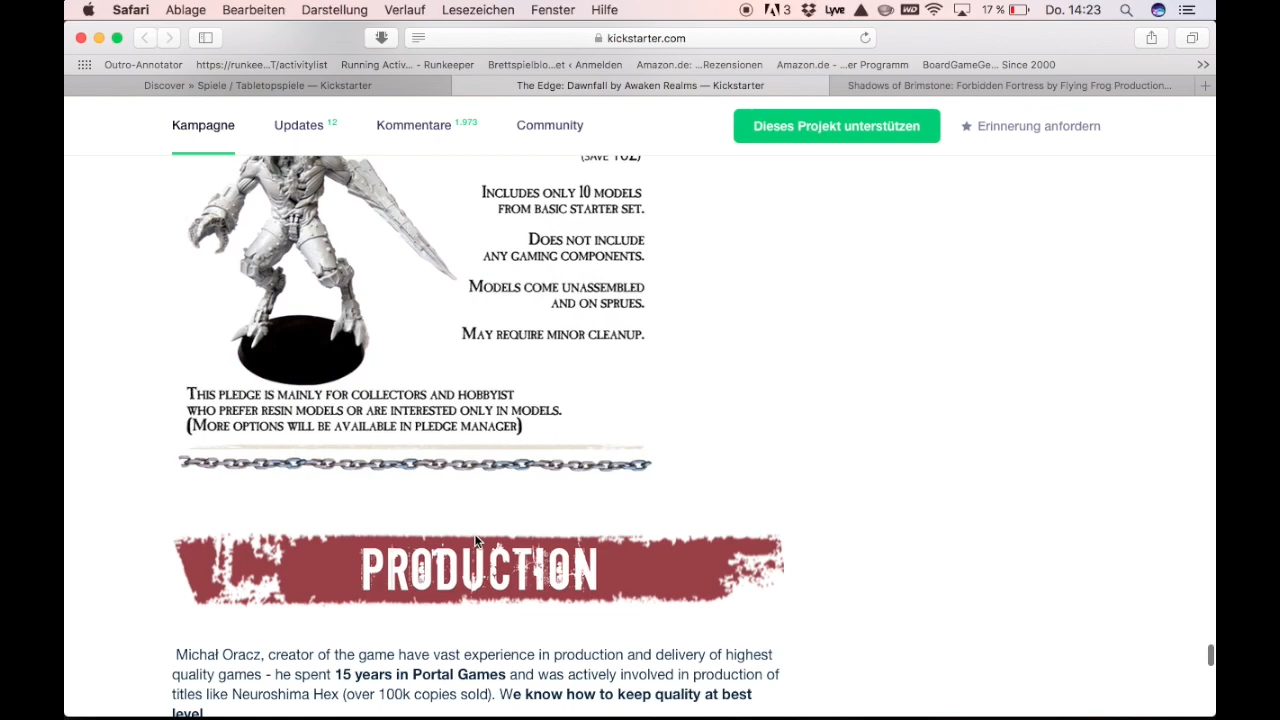 Safari Ablage Bearbeiten Darstellung Verlauf Lesezeichen Fenster Hilfe 3 Lyve WD 17 % Do. 14:23
kickstarter.com
Outro-Annotator https://runkee...T/activitylist Running Activ... - Runkeeper Brettspielblo...et ‹ Anmelden Amazon.de: ...Rezensionen Amazon.de - ...er Programm BoardGameGe... Since 2000 >>
Discover » Spiele / Tabletopspiele — Kickstarter The Edge: Dawnfall by Awaken Realms — Kickstarter Shadows of Brimstone: Forbidden Fortress by Flying Frog Production...
Kampagne Updates 12 Kommentare 1.973 Community Dieses Projekt unterstützen Erinnerung anfordern
Includes only 10 models
from basic starter set.
Does not include
any gaming components.
Models come unassembled
and on sprues.
May require minor cleanup.
This pledge is mainly for collectors and hobbyist
who prefer resin models or are interested only in models.
(More options will be available in pledge manager)
PRODUCTION
Michał Oracz, creator of the game have vast experience in production and delivery of highest
quality games - he spent 15 years in Portal Games and was actively involved in production of
titles like Neuroshima Hex (over 100k copies sold). We know how to keep quality at best
level